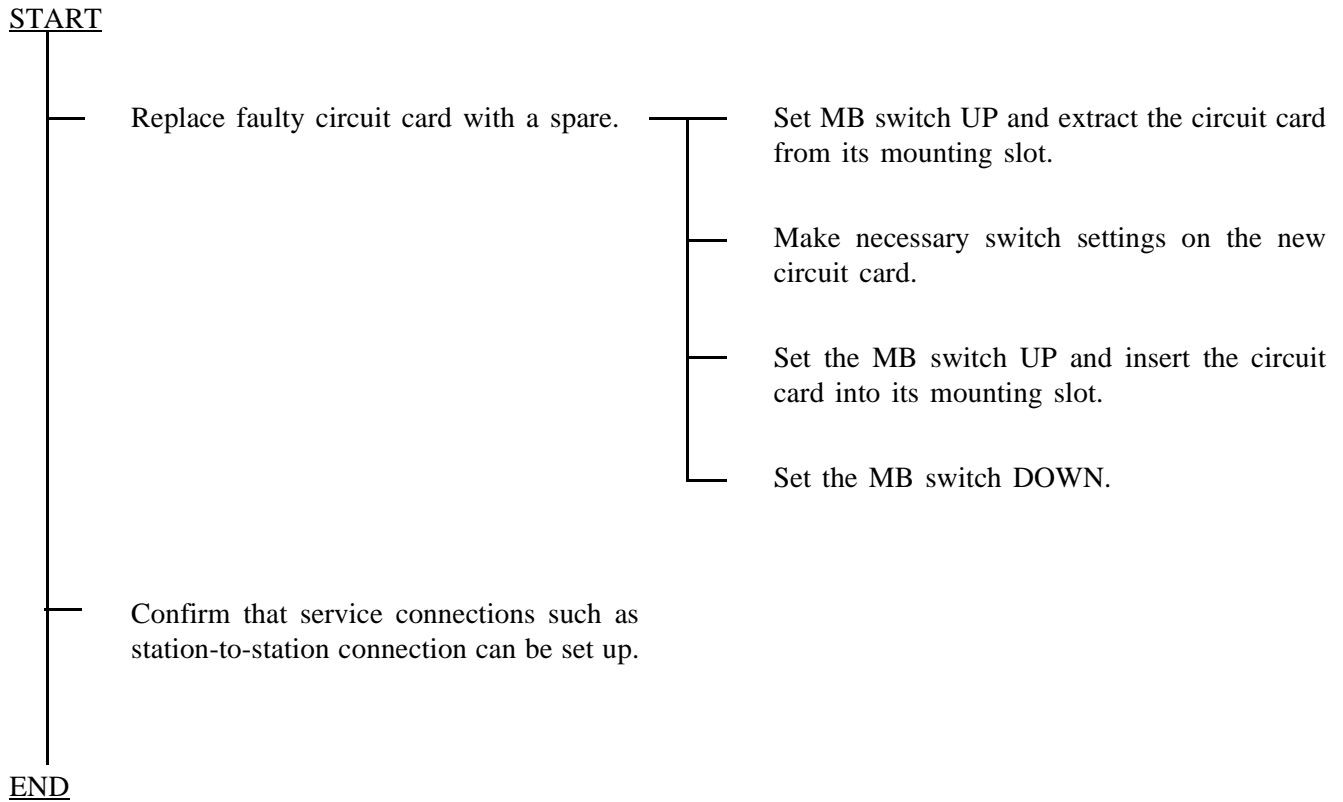 START
Replace faulty circuit card with a spare.
Set MB switch UP and extract the circuit card
from its mounting slot.
Make necessary switch settings on the new
circuit card.
Set the MB switch UP and insert the circuit
card into its mounting slot.
Set the MB switch DOWN.
Confirm that service connections such as
station-to-station connection can be set up.
END